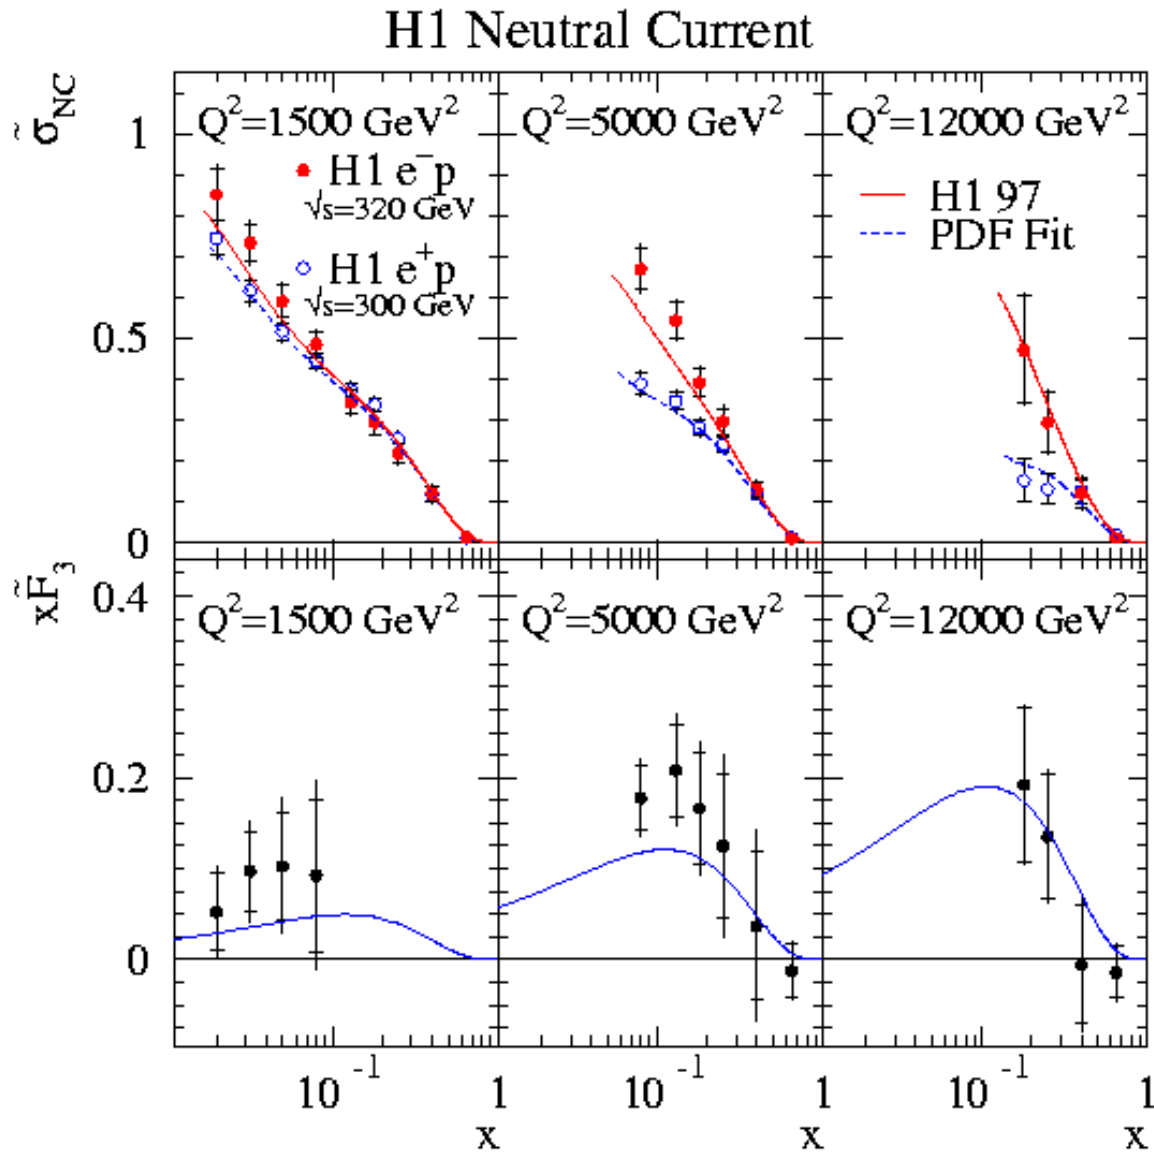 H1 Neutral Current
σ̃_NC
Q²=1500 GeV²
Q²=5000 GeV²
Q²=12000 GeV²
1
H1 e⁻p
√s=320 GeV
H1 e⁺p
√s=300 GeV
H1 97
PDF Fit
0.5
0
xF̃₃
0.4
Q²=1500 GeV²
Q²=5000 GeV²
Q²=12000 GeV²
0.2
0
10⁻¹ 1 10⁻¹ 1 10⁻¹ 1
x x x